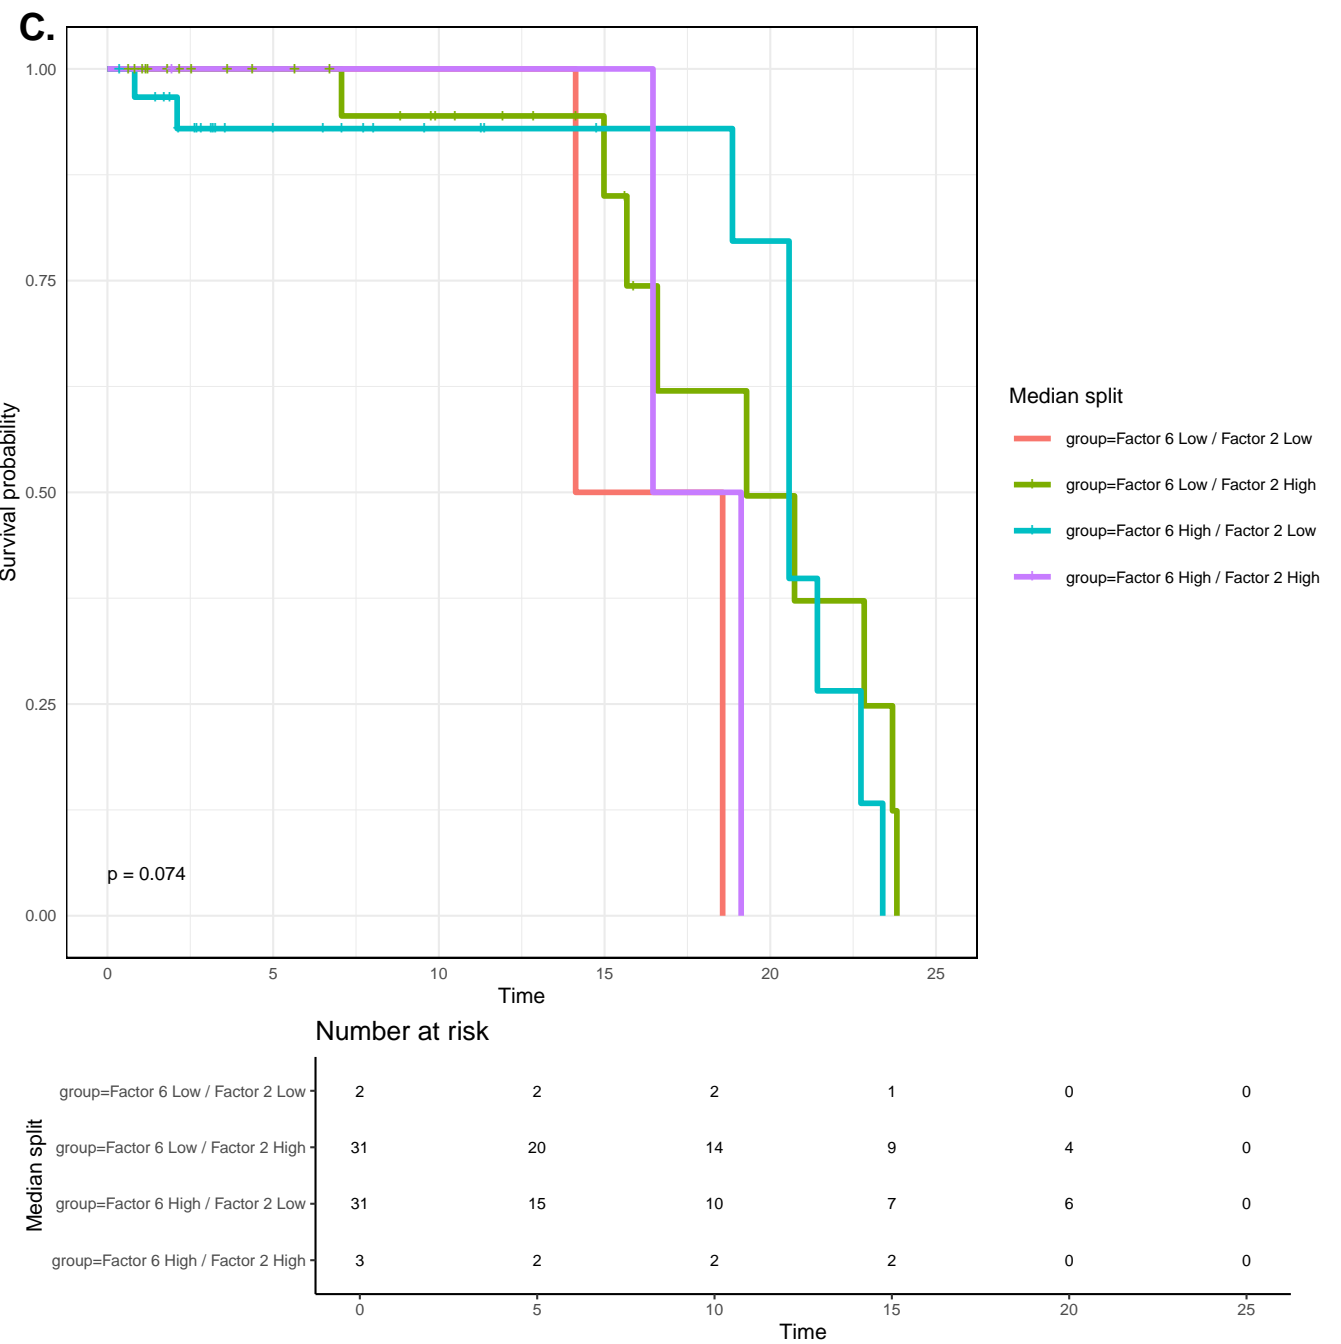 C.
Survival probability
1.00
0.75
0.50
0.25
0.00
p = 0.074
0 5 10 15 20 25
Time
Median split
group=Factor 6 Low / Factor 2 Low
group=Factor 6 Low / Factor 2 High
group=Factor 6 High / Factor 2 Low
group=Factor 6 High / Factor 2 High
Number at risk
Median split
group=Factor 6 Low / Factor 2 Low 2 2 2 1 0 0
group=Factor 6 Low / Factor 2 High 31 20 14 9 4 0
group=Factor 6 High / Factor 2 Low 31 15 10 7 6 0
group=Factor 6 High / Factor 2 High 3 2 2 2 0 0
0 5 10 15 20 25
Time